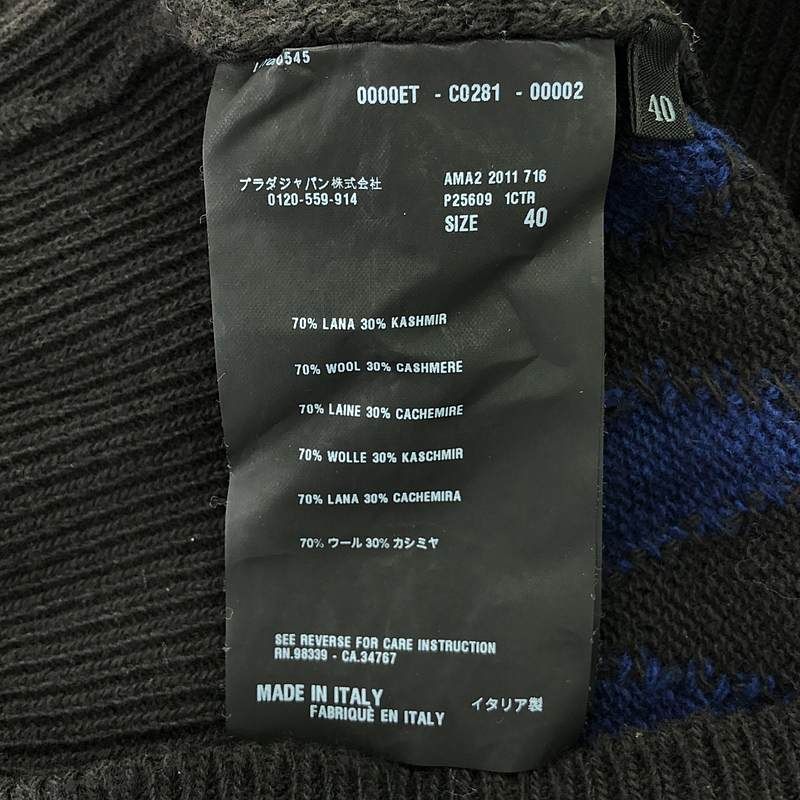 0000ET - C0281 - 00002
40
プラダジャパン株式会社
0120-559-914
AMA2 2011 716
P25609 1CTR
SIZE 40
70% LANA 30% KASHMIR
70% WOOL 30% CASHMERE
70% LAINE 30% CACHEMIRE
70% WOLLE 30% KASCHMIR
70% LANA 30% CACHEMIRA
70% ウール 30% カシミヤ
SEE REVERSE FOR CARE INSTRUCTION
RN.98339 - CA.34767
MADE IN ITALY
FABRIQUÈ EN ITALY
イタリア製